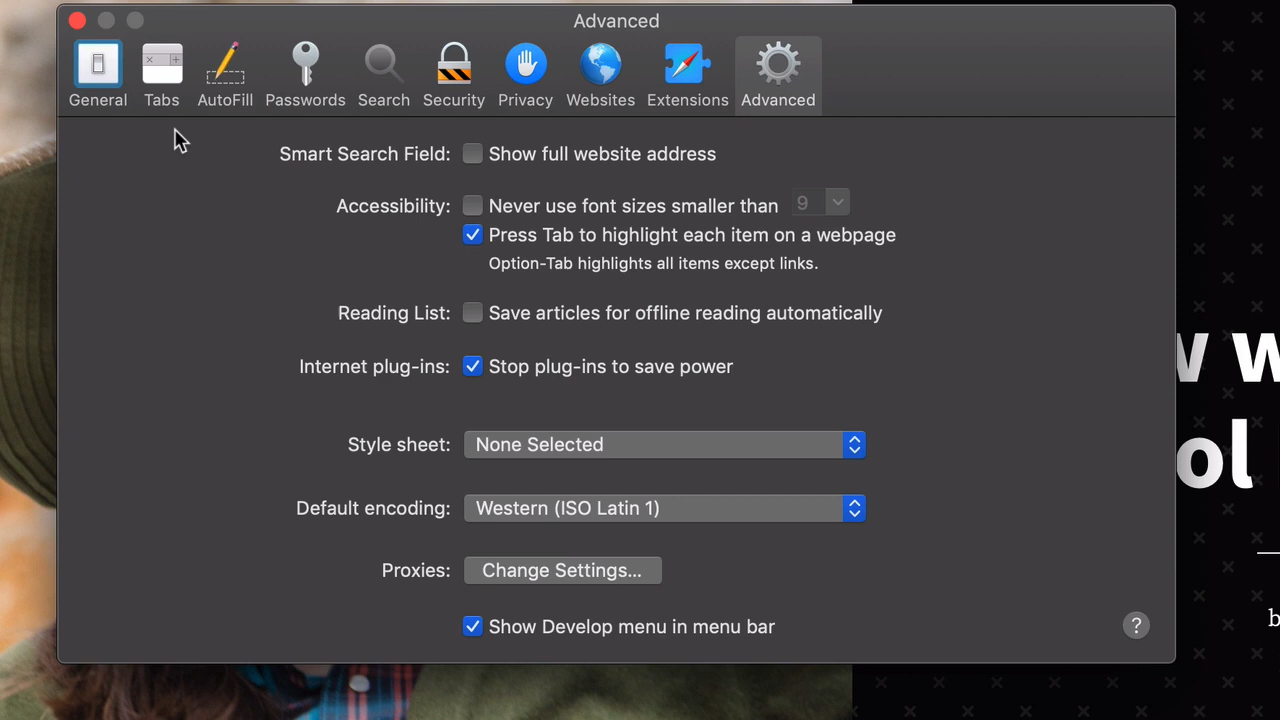 Advanced
General Tabs AutoFill Passwords Search Security Privacy Websites Extensions Advanced
Smart Search Field: Show full website address
Accessibility: Never use font sizes smaller than 9
Press Tab to highlight each item on a webpage
Option-Tab highlights all items except links.
Reading List: Save articles for offline reading automatically
Internet plug-ins: Stop plug-ins to save power
Style sheet: None Selected
Default encoding: Western (ISO Latin 1)
Proxies: Change Settings...
Show Develop menu in menu bar
?